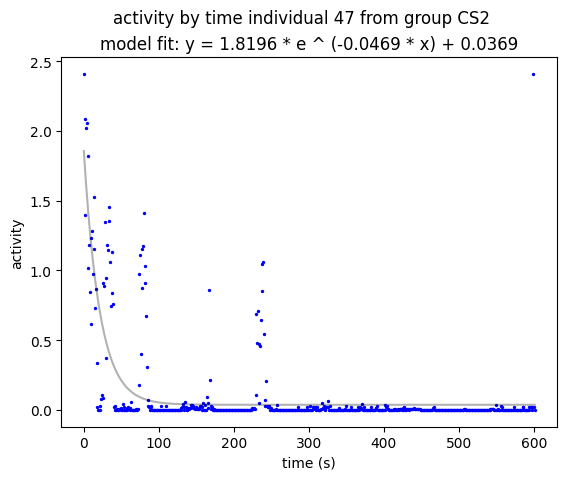 activity by time individual 47 from group CS2
model fit: y = 1.8196 * e ^ (-0.0469 * x) + 0.0369
2.5
2.0
1.5
1.0
0.5
0.0
activity
0 100 200 300 400 500 600
time (s)